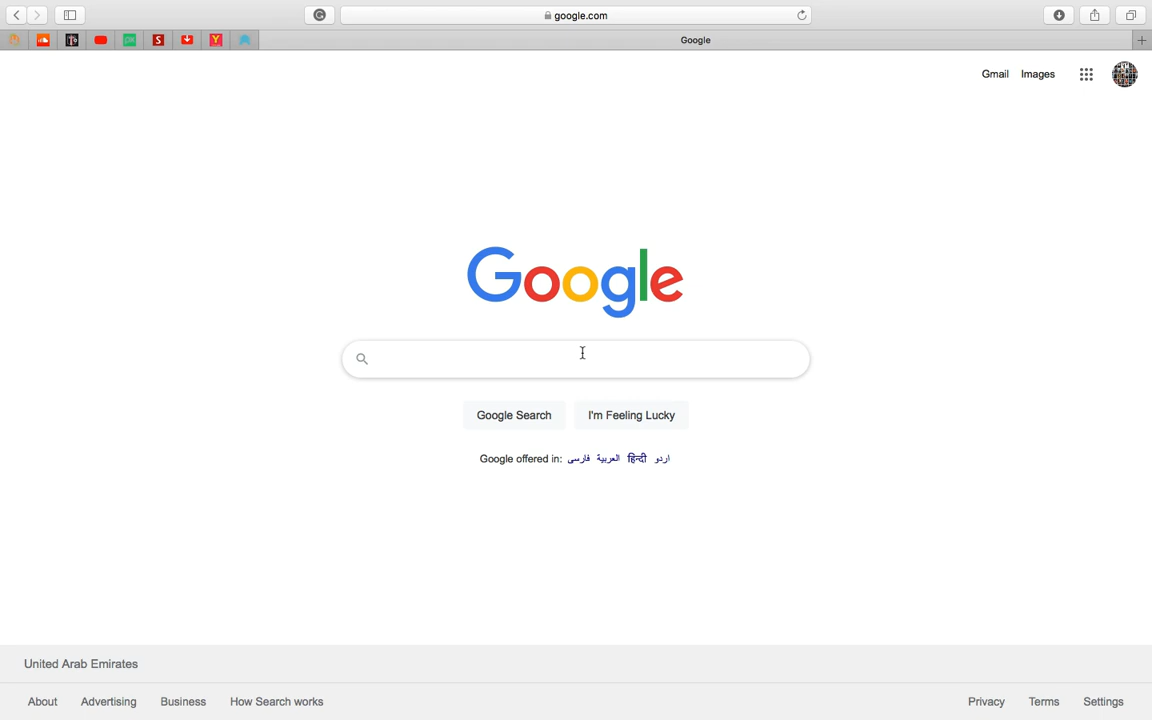 google.com
Google
Gmail Images
Google
Google Search I'm Feeling Lucky
Google offered in: فارسی العربية हिन्दी اردو
United Arab Emirates
About Advertising Business How Search works Privacy Terms Settings